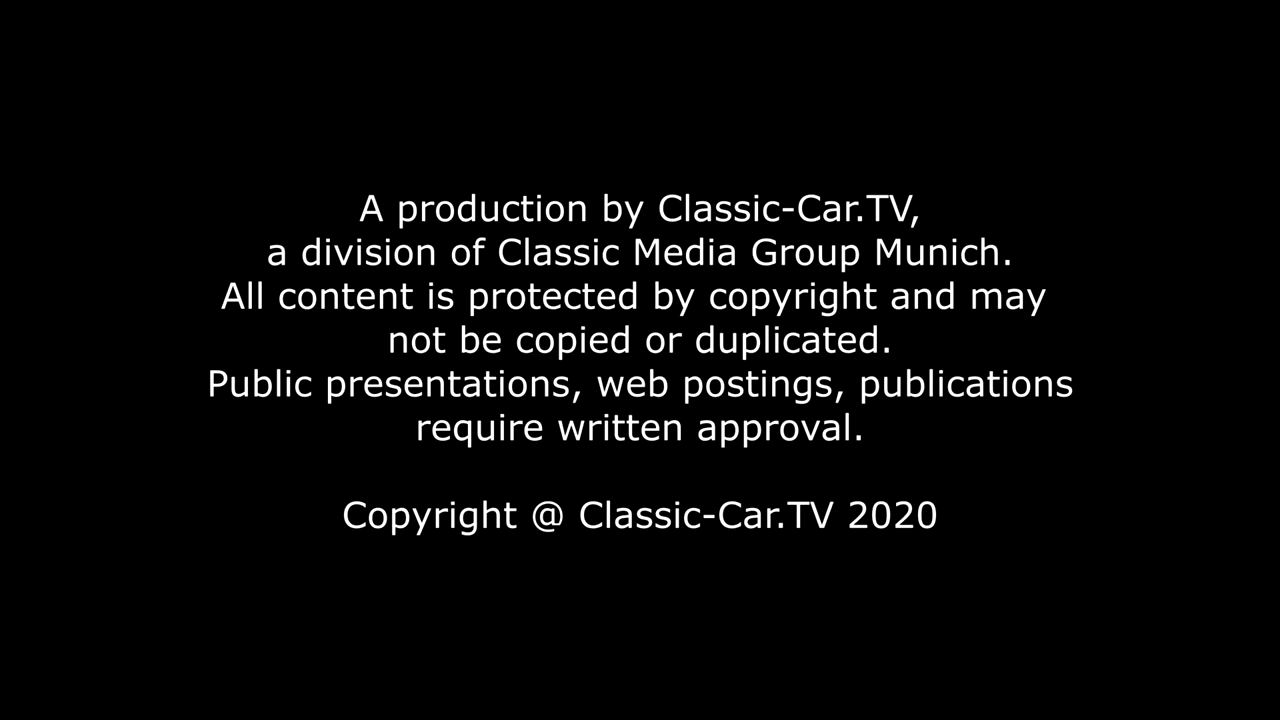 A production by Classic-Car.TV,
a division of Classic Media Group Munich.
All content is protected by copyright and may
not be copied or duplicated.
Public presentations, web postings, publications
require written approval.
Copyright @ Classic-Car.TV 2020